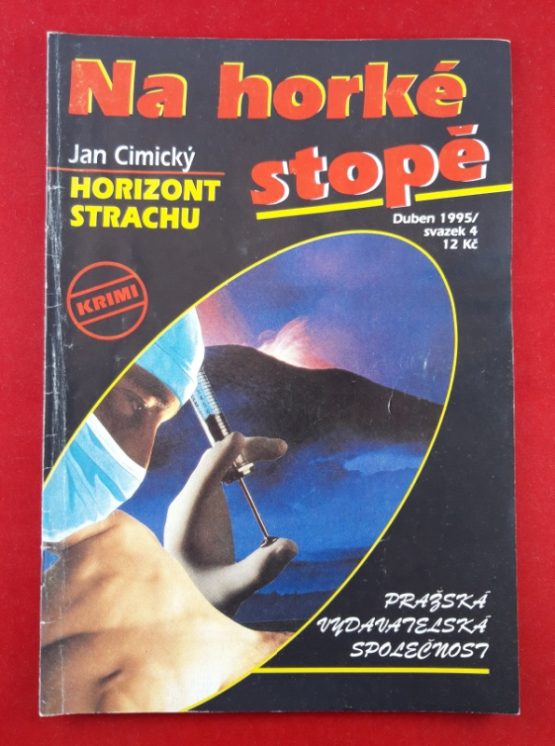 Na horké
stopě
Jan Cimický
HORIZONT
STRACHU
Duben 1995/
svazek 4
12 Kč
KRIMI
PRAŽSKÁ
VYDAVATELSKÁ
SPOLEČNOST